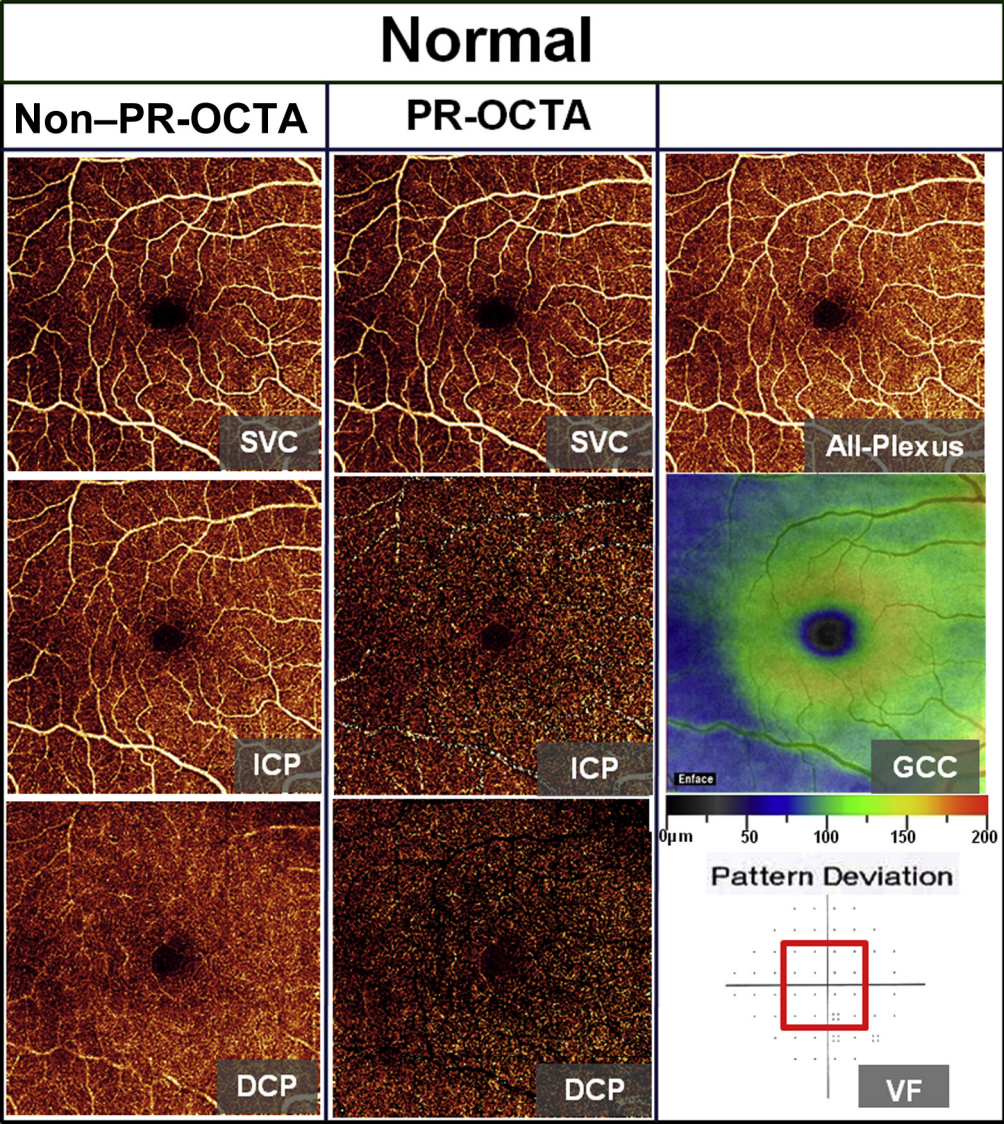 Normal
Non–PR-OCTA
PR-OCTA
SVC
SVC
All-Plexus
ICP
ICP
GCC
Enface
0µm 50 100 150 200
DCP
DCP
Pattern Deviation
VF